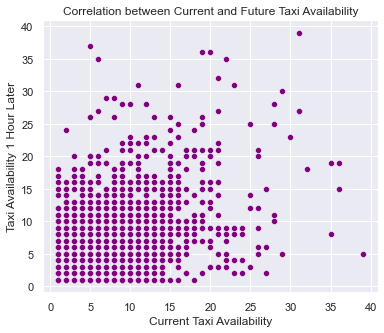 Correlation between Current and Future Taxi Availability
Taxi Availability 1 Hour Later
40
35
30
25
20
15
10
5
0
0 5 10 15 20 25 30 35 40
Current Taxi Availability